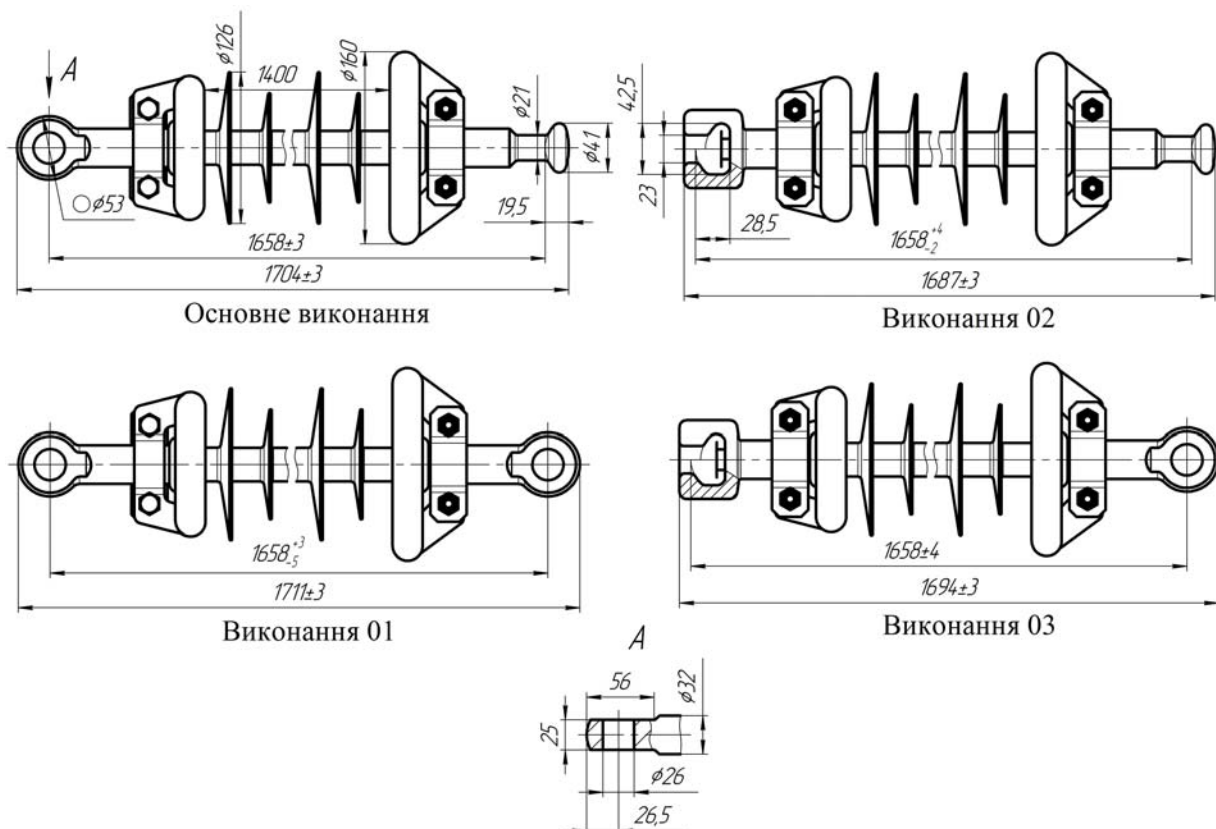 A
φ126
1400
φ160
φ21
φ41
○φ53
19,5
1658±3
1704±3
Основне виконання
42,5
23
28,5
1658+4-2
1687±3
Виконання 02
1658+3-5
1711±3
Виконання 01
1658±4
1694±3
Виконання 03
A
56
φ32
25
φ26
26,5